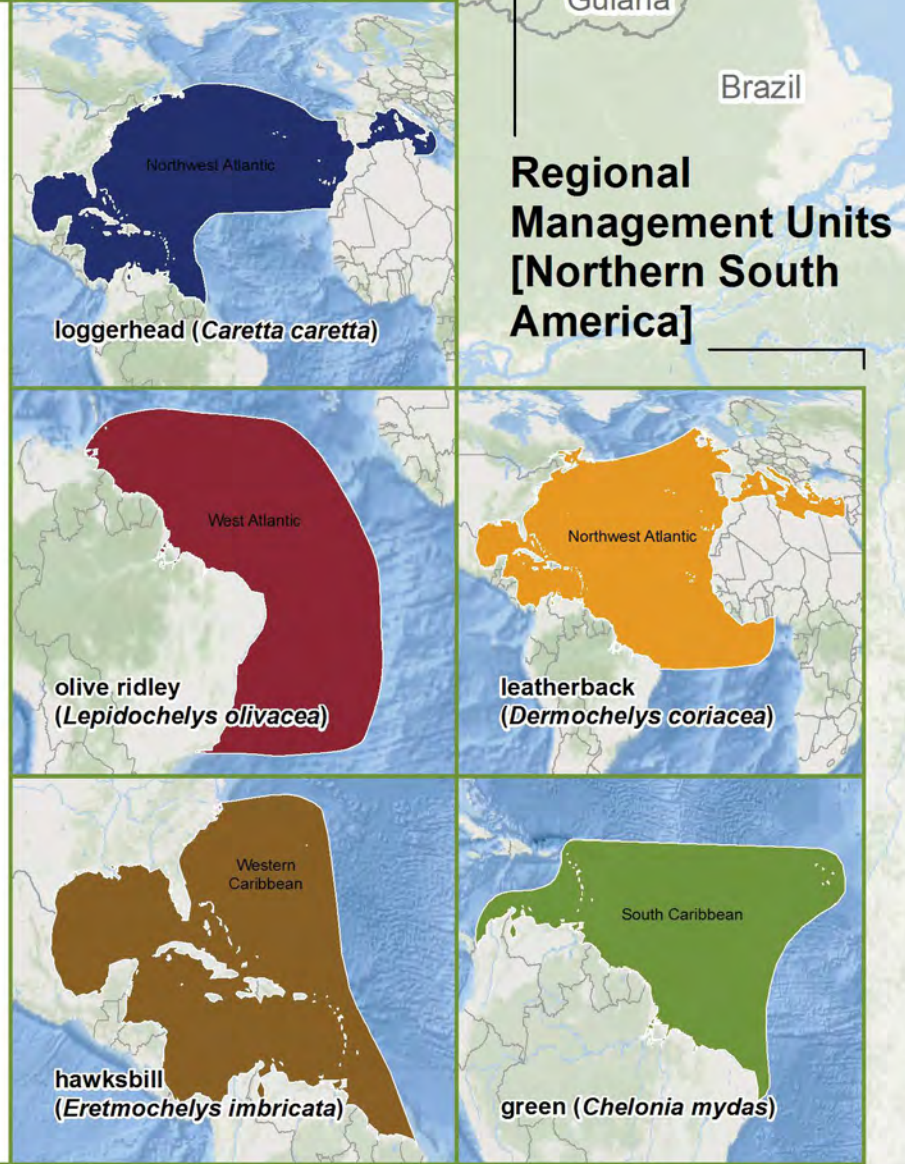 Guiana
Brazil
Regional
Management Units
[Northern South
America]
Northwest Atlantic
loggerhead (Caretta caretta)
West Atlantic
olive ridley
(Lepidochelys olivacea)
Northwest Atlantic
leatherback
(Dermochelys coriacea)
Western
Caribbean
hawksbill
(Eretmochelys imbricata)
South Caribbean
green (Chelonia mydas)